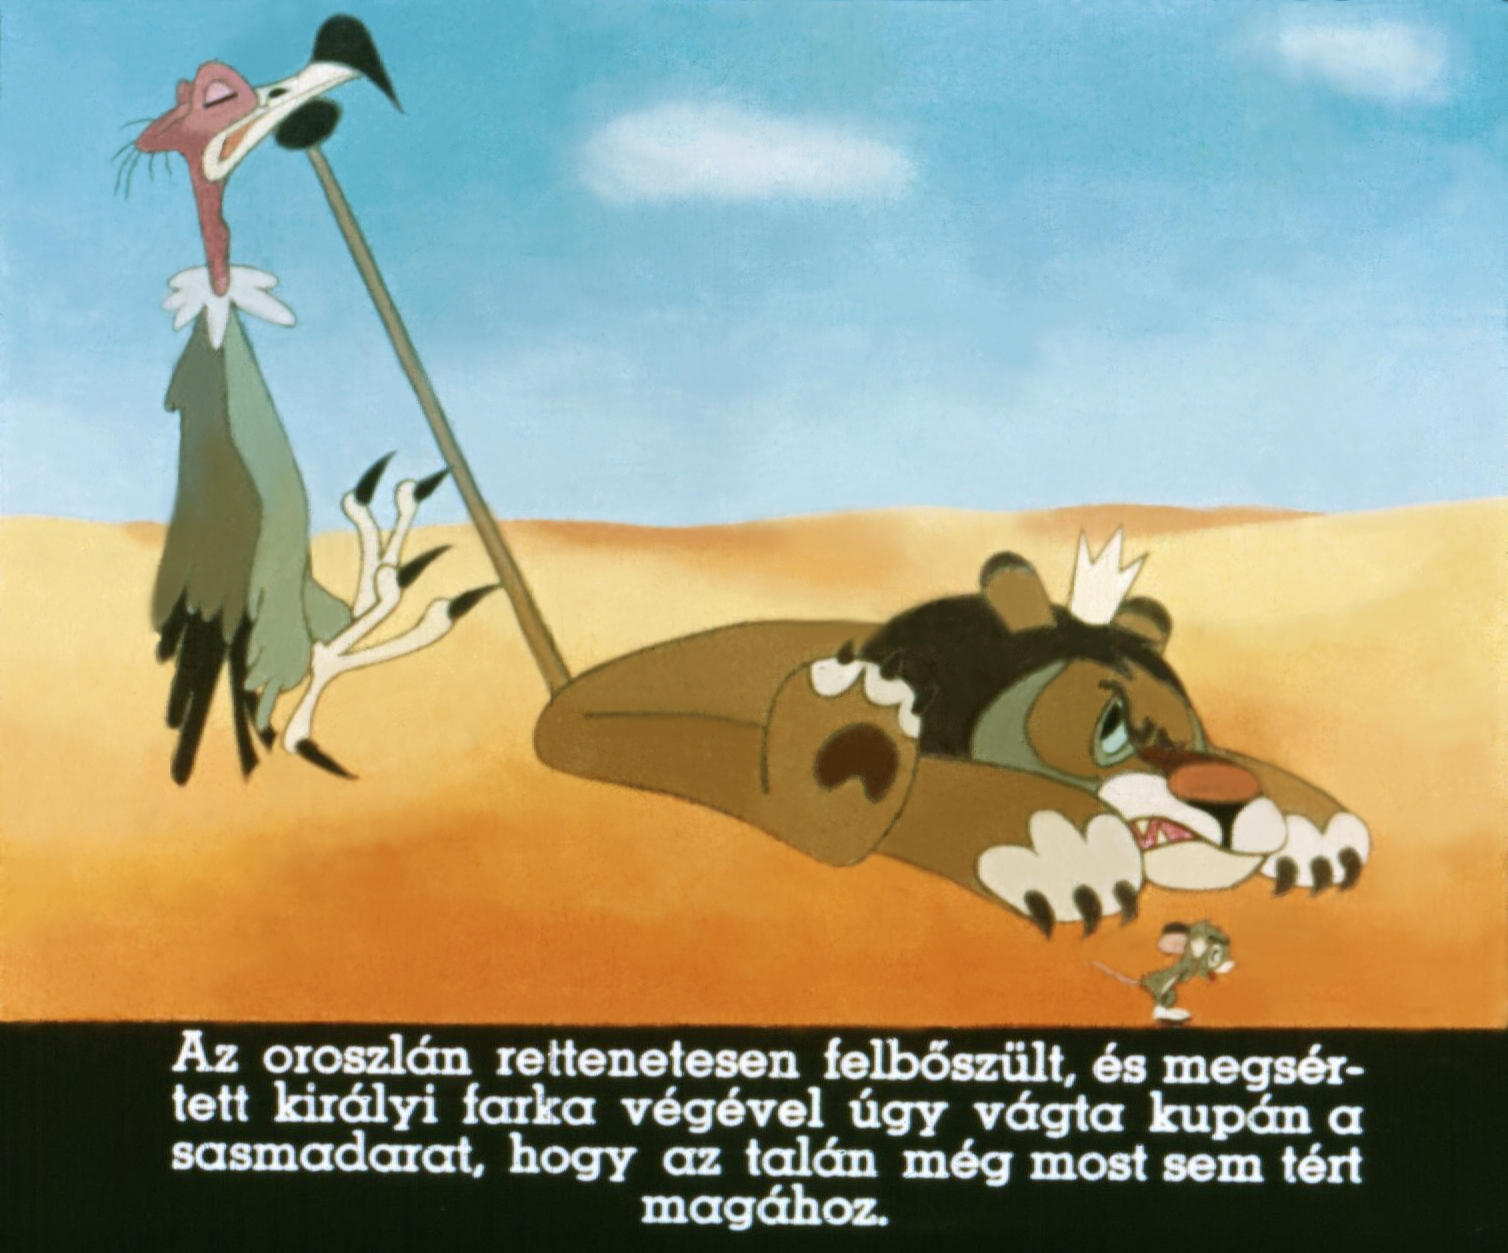 Az oroszlán rettenetesen felbőszült, és megsér-
tett királyi farka végével úgy vágta kupán a
sasmadarat, hogy az talán még most sem tért
magához.